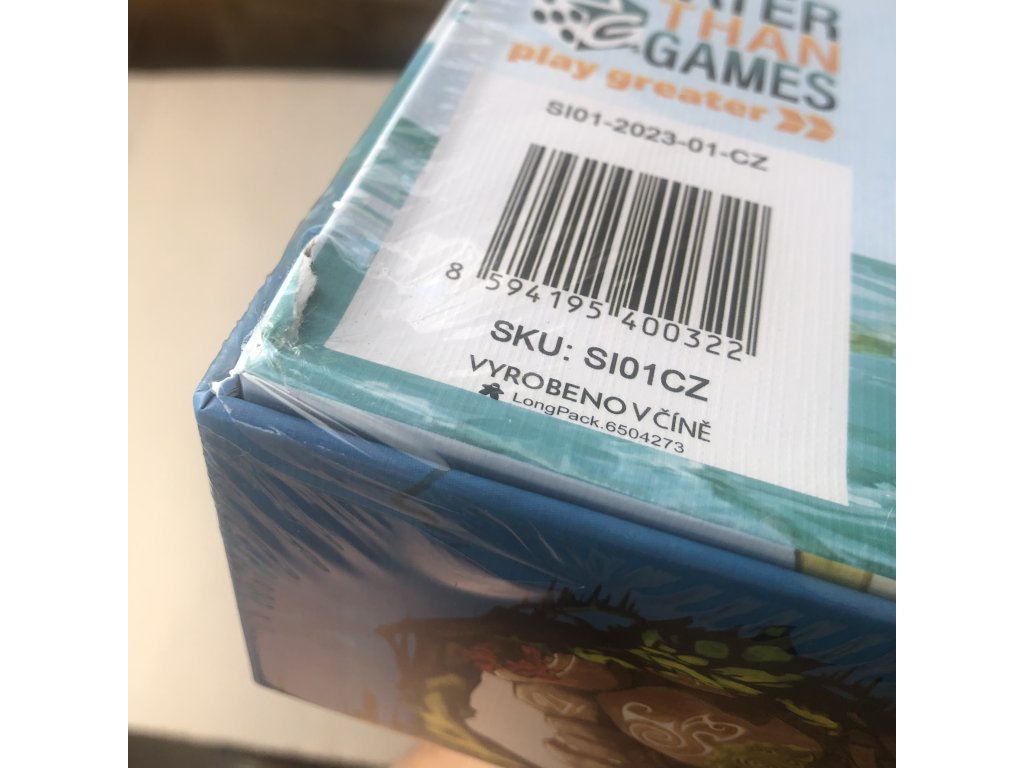 THAN
GAMES
play greater
SI01-2023-01-CZ
8 594195 400322
SKU: SI01CZ
VYROBENO V ČÍNĚ
LongPack.6504273